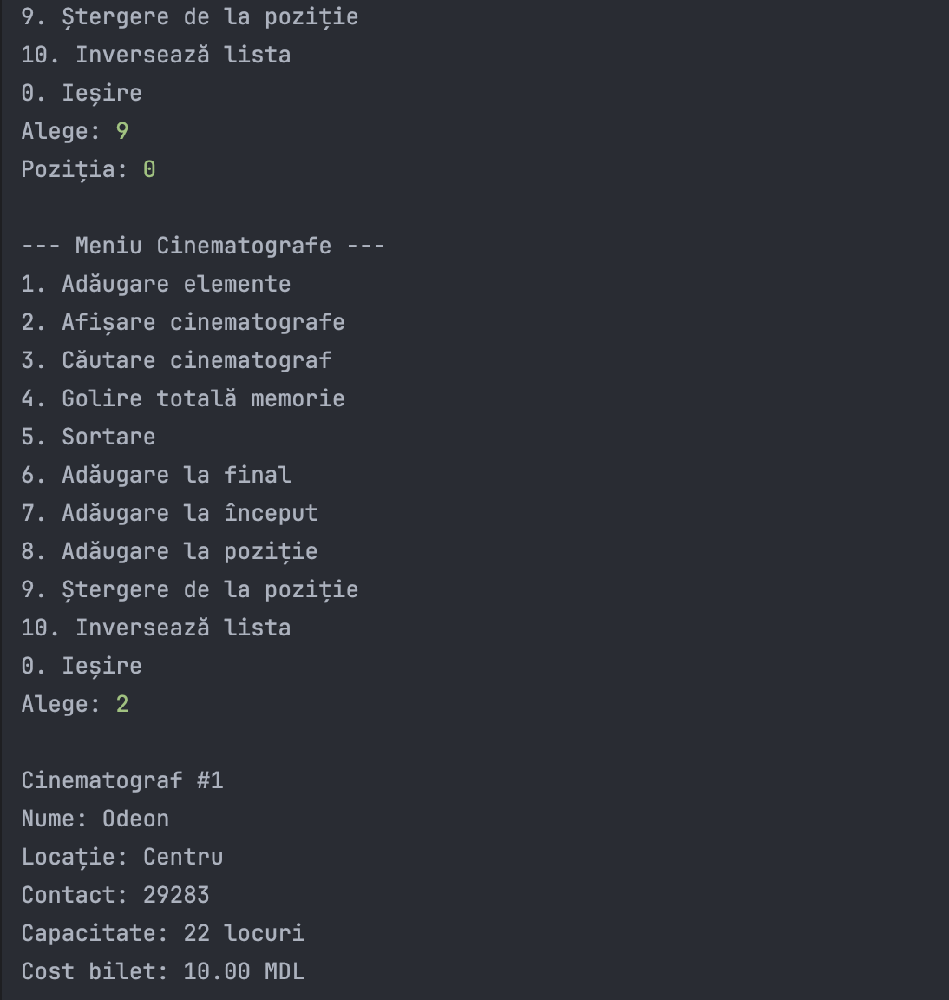 9. Ștergere de la poziție
10. Inversează lista
0. Ieșire
Alege: 9
Poziția: 0
--- Meniu Cinematografe ---
1. Adăugare elemente
2. Afișare cinematografe
3. Căutare cinematograf
4. Golire totală memorie
5. Sortare
6. Adăugare la final
7. Adăugare la început
8. Adăugare la poziție
9. Ștergere de la poziție
10. Inversează lista
0. Ieșire
Alege: 2
Cinematograf #1
Nume: Odeon
Locație: Centru
Contact: 29283
Capacitate: 22 locuri
Cost bilet: 10.00 MDL